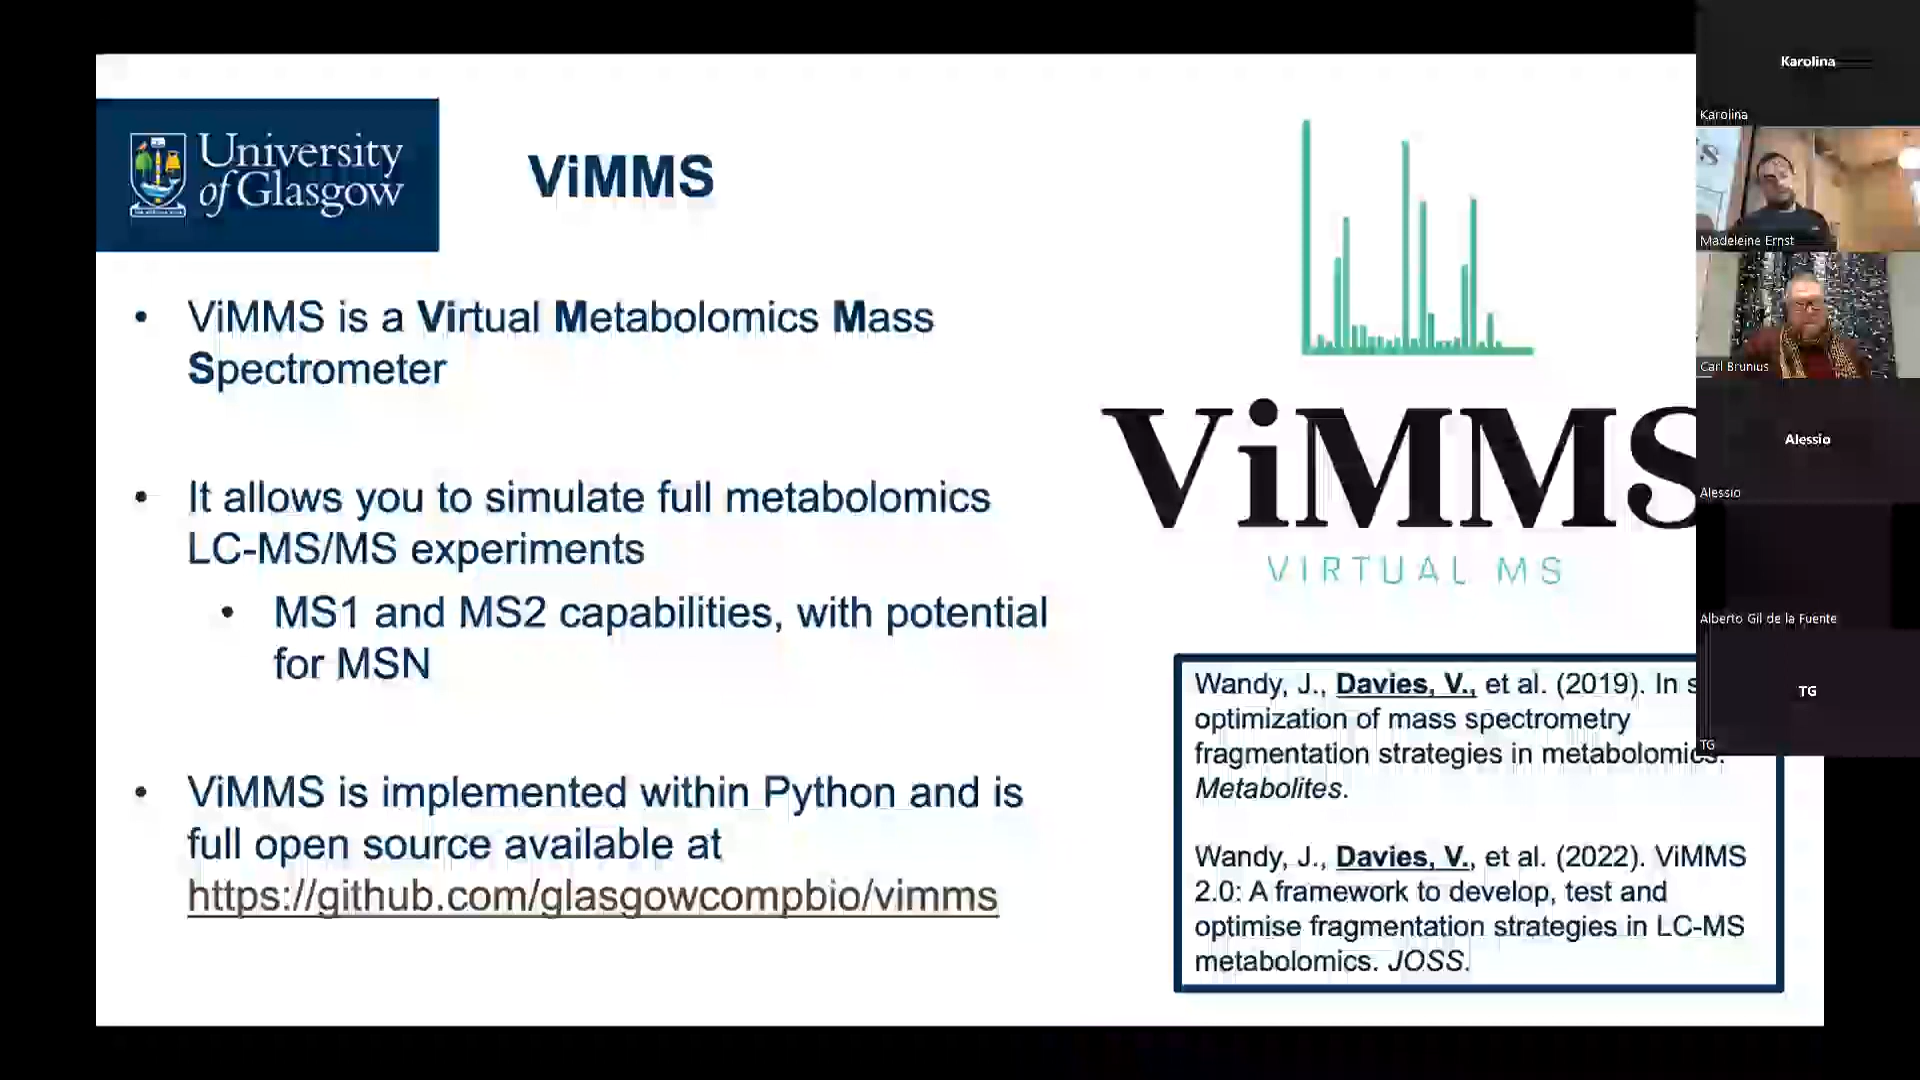 University
of Glasgow
ViMMS
• ViMMS is a Virtual Metabolomics Mass
Spectrometer
• It allows you to simulate full metabolomics
LC-MS/MS experiments
• MS1 and MS2 capabilities, with potential
for MSN
• ViMMS is implemented within Python and is
full open source available at
https://github.com/glasgowcompbio/vimms
ViMMS
VIRTUAL MS
Wandy, J., Davies, V., et al. (2019). In
optimization of mass spectrometry
fragmentation strategies in metabolomics.
Metabolites.
Wandy, J., Davies, V., et al. (2022). ViMMS
2.0: A framework to develop, test and
optimise fragmentation strategies in LC-MS
metabolomics. JOSS.
Karolina
Karolina
Madeleine Ernst
Carl Brunius
Alessio
Alessio
Alberto Gil de la Fuente
TG
TG